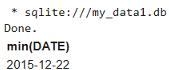 * sqlite:///my_data1.db
Done.
min(DATE)
2015-12-22